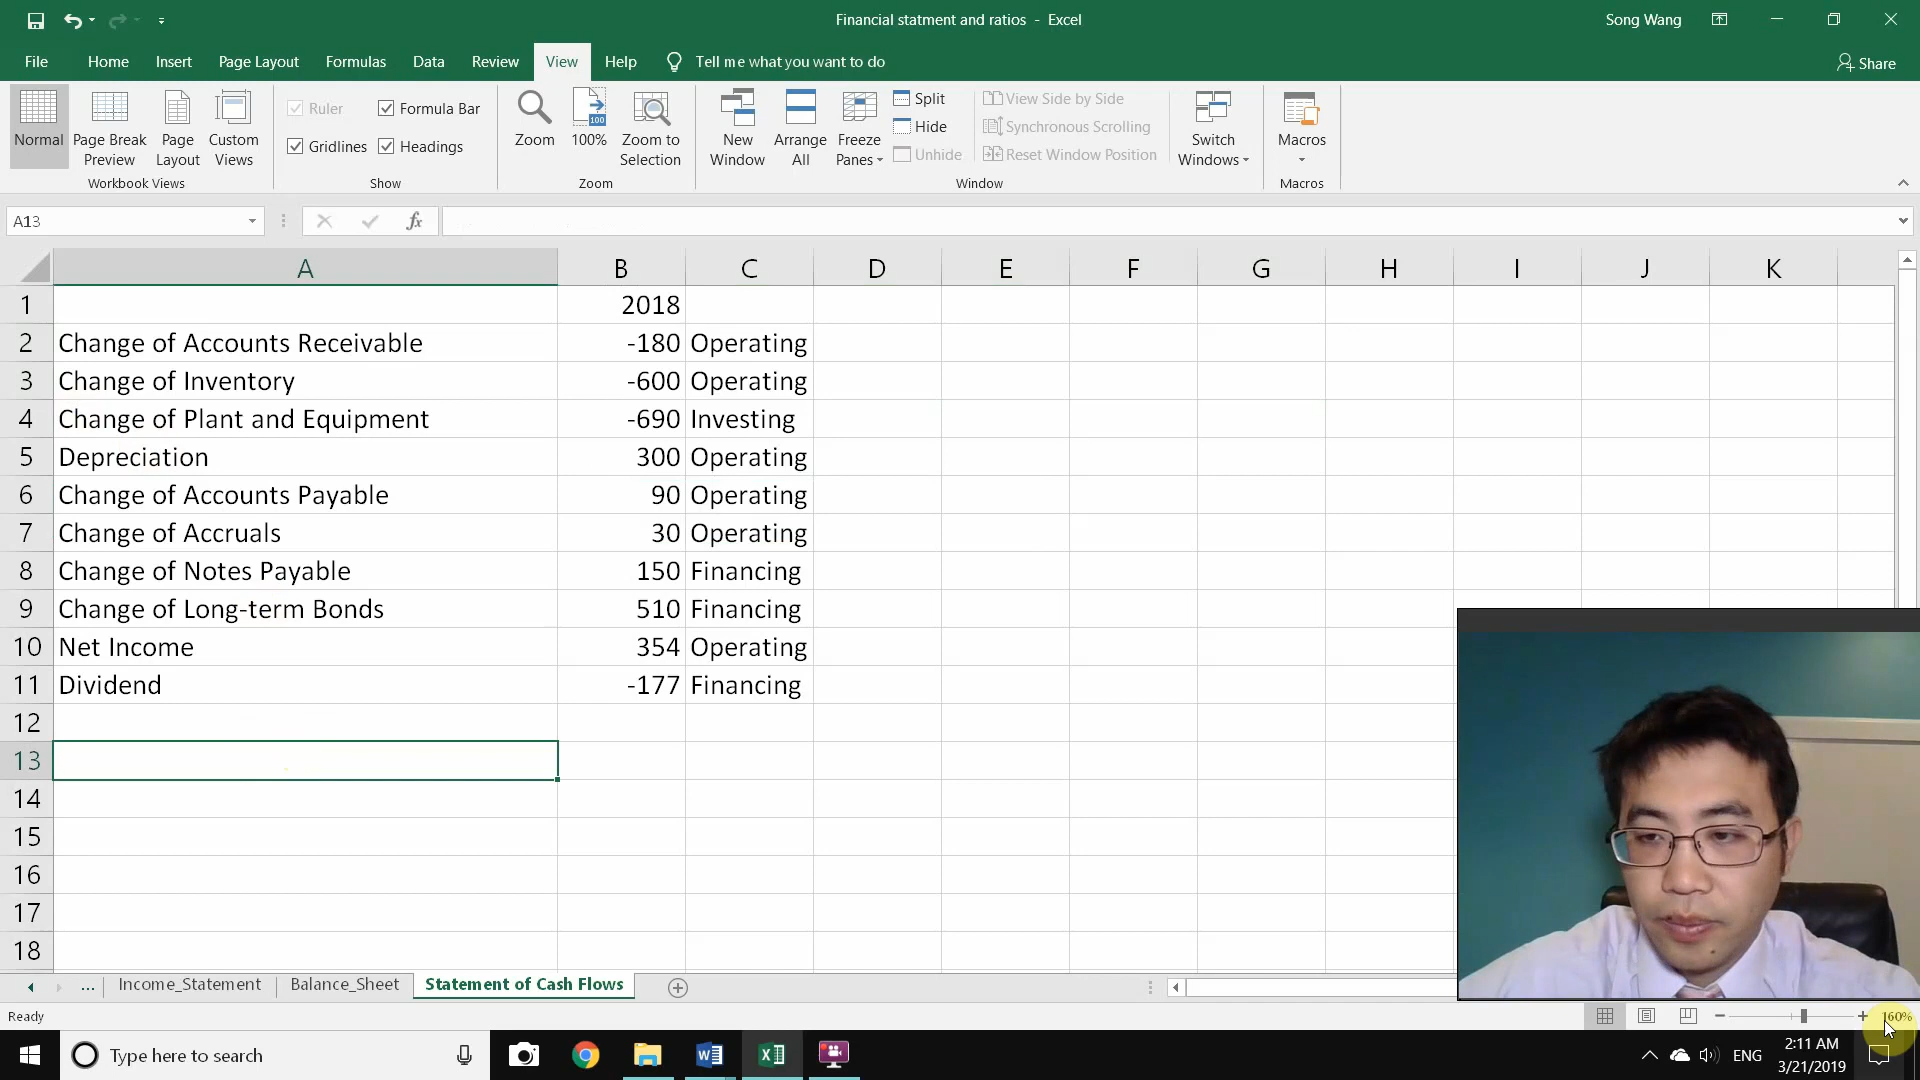 Financial statment and ratios - Excel
Song Wang
File Home Insert Page Layout Formulas Data Review View Help Tell me what you want to do
Share
Normal
Page Break Preview
Page Layout
Custom Views
Workbook Views
Ruler
Formula Bar
Gridlines
Headings
Show
Zoom
100
100%
Zoom to Selection
Zoom
New Window
Arrange All
Freeze Panes
Split
Hide
Unhide
View Side by Side
Synchronous Scrolling
Reset Window Position
Switch Windows
Window
Macros
Macros
A13
fx
A B C D E F G H I J K
1 2018
2 Change of Accounts Receivable -180 Operating
3 Change of Inventory -600 Operating
4 Change of Plant and Equipment -690 Investing
5 Depreciation 300 Operating
6 Change of Accounts Payable 90 Operating
7 Change of Accruals 30 Operating
8 Change of Notes Payable 150 Financing
9 Change of Long-term Bonds 510 Financing
10 Net Income 354 Operating
11 Dividend -177 Financing
12
13
14
15
16
17
18
... Income_Statement Balance_Sheet Statement of Cash Flows
Ready
160%
Type here to search
ENG
2:11 AM
3/21/2019